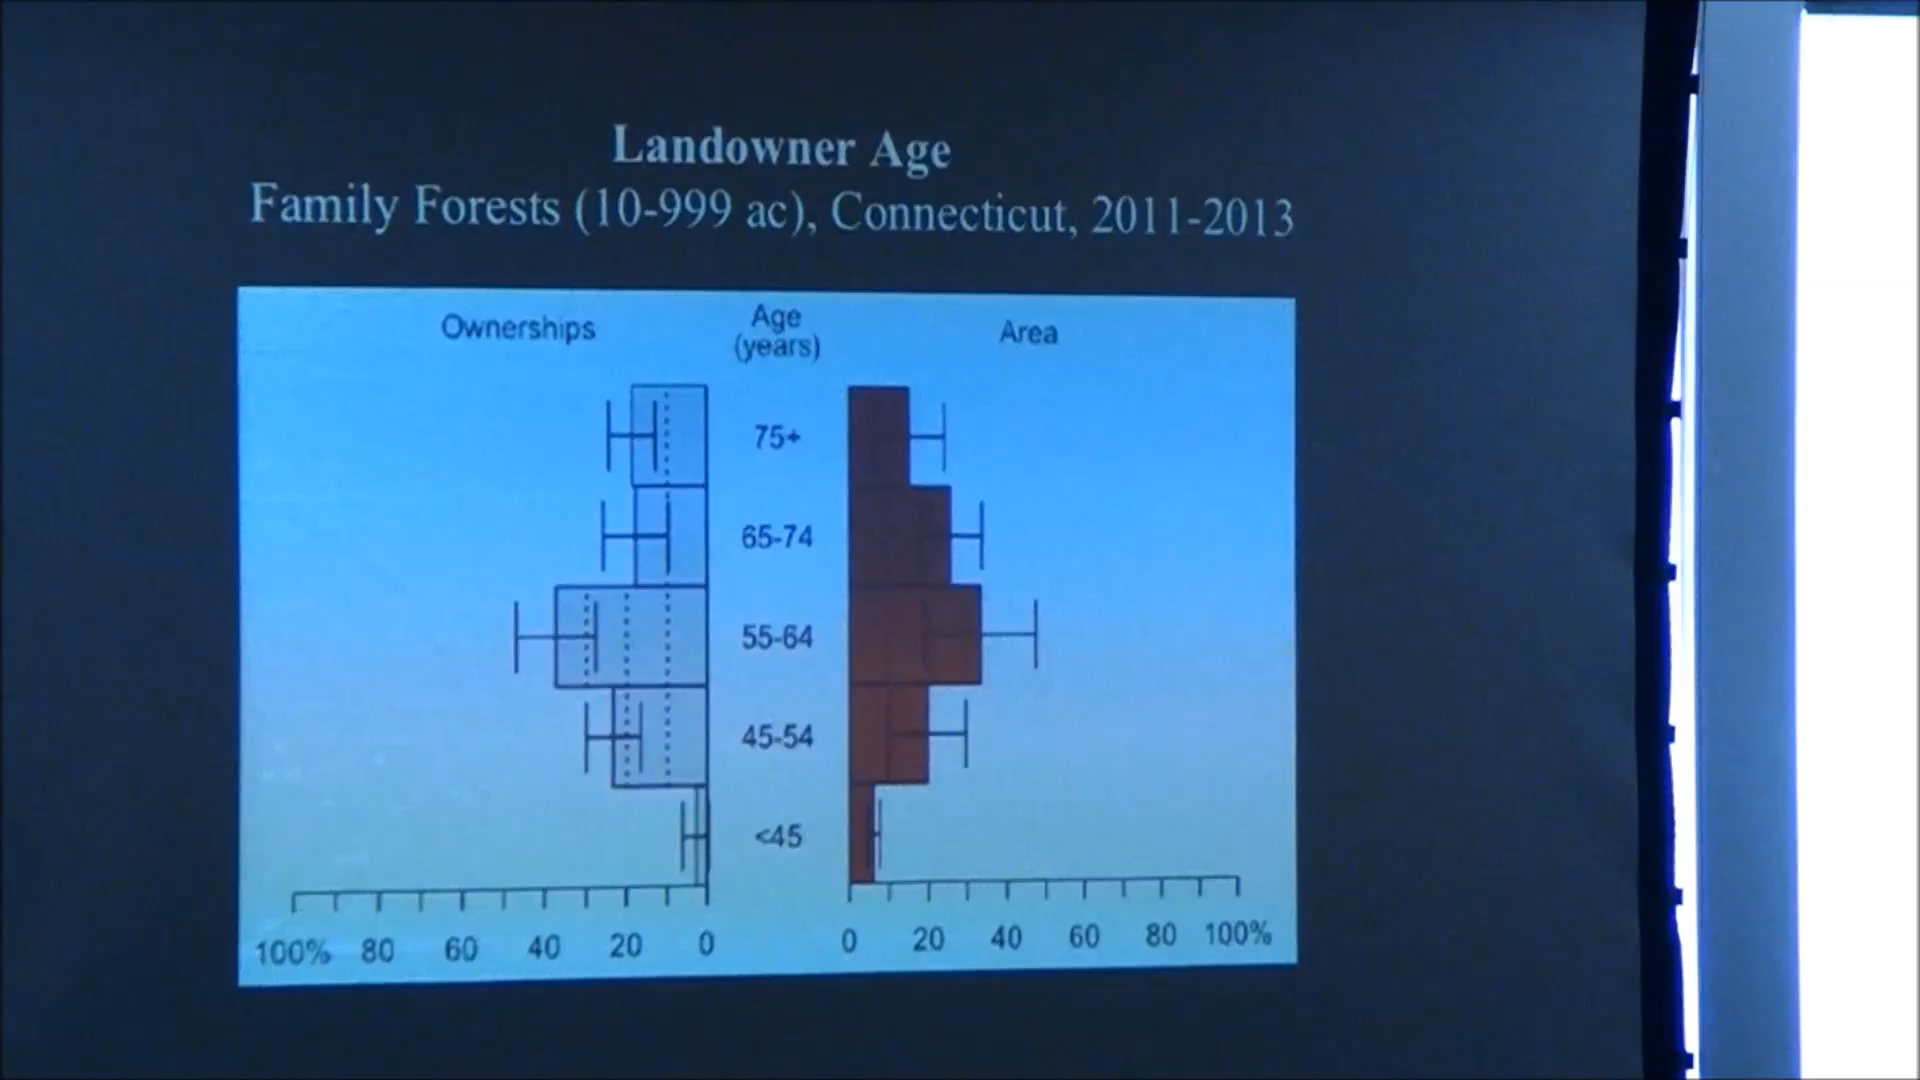 Landowner Age
Family Forests (10-999 ac), Connecticut, 2011-2013
Ownerships
Age
(years)
Area
75+
65-74
55-64
45-54
<45
100% 80 60 40 20 0
0 20 40 60 80 100%